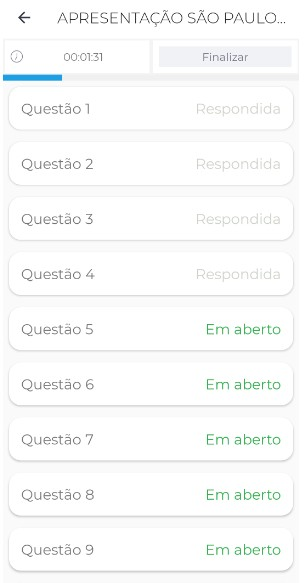 APRESENTAÇÃO SÃO PAULO...
00:01:31 Finalizar
Questão 1 Respondida
Questão 2 Respondida
Questão 3 Respondida
Questão 4 Respondida
Questão 5 Em aberto
Questão 6 Em aberto
Questão 7 Em aberto
Questão 8 Em aberto
Questão 9 Em aberto